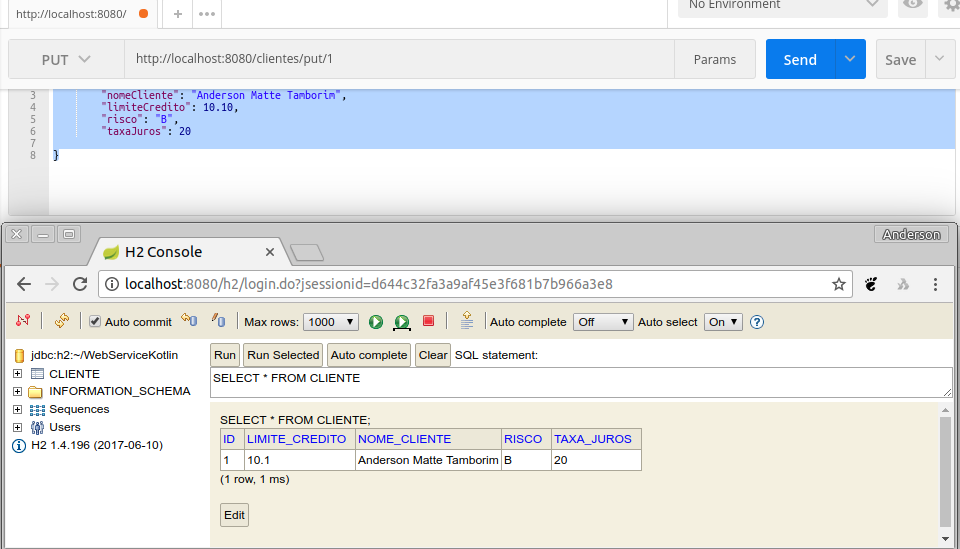 http://localhost:8080/
No Environment
PUT
http://localhost:8080/clientes/put/1
Params
Send
Save
3 "nomeCliente": "Anderson Matte Tamborim",
4 "limiteCredito": 10.10,
5 "risco": "B",
6 "taxaJuros": 20
7
8 }
Anderson
H2 Console
localhost:8080/h2/login.do?jsessionid=d644c32fa3a9af45e3f681b7b966a3e8
Auto commit
Max rows: 1000
Auto complete Off
Auto select On
jdbc:h2:~/WebServiceKotlin
CLIENTE
INFORMATION_SCHEMA
Sequences
Users
H2 1.4.196 (2017-06-10)
Run Run Selected Auto complete Clear SQL statement:
SELECT * FROM CLIENTE
SELECT * FROM CLIENTE;
ID LIMITE_CREDITO NOME_CLIENTE RISCO TAXA_JUROS
1 10.1 Anderson Matte Tamborim B 20
(1 row, 1 ms)
Edit